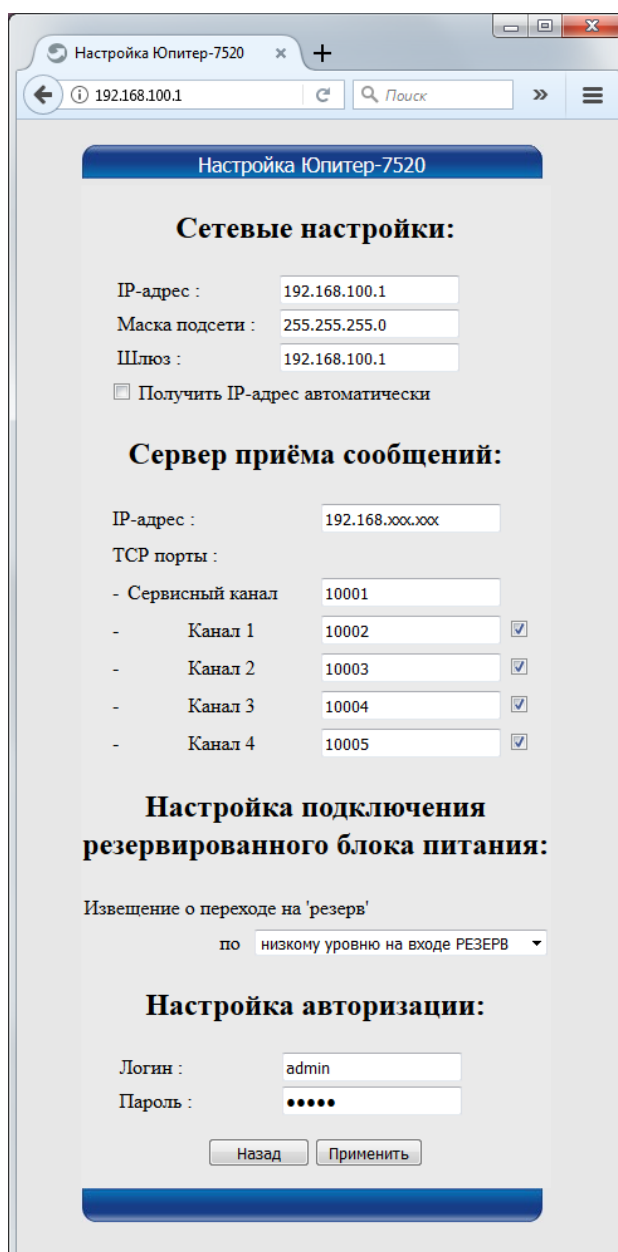 Настройка Юпитер-7520
192.168.100.1
Поиск
Настройка Юпитер-7520
Сетевые настройки:
IP-адрес : 192.168.100.1
Маска подсети : 255.255.255.0
Шлюз : 192.168.100.1
Получить IP-адрес автоматически
Сервер приёма сообщений:
IP-адрес : 192.168.xxx.xxx
TCP порты :
- Сервисный канал 10001
- Канал 1 10002
- Канал 2 10003
- Канал 3 10004
- Канал 4 10005
Настройка подключения
резервированного блока питания:
Извещение о переходе на 'резерв'
по низкому уровню на входе РЕЗЕРВ
Настройка авторизации:
Логин : admin
Пароль : •••••
Назад Применить